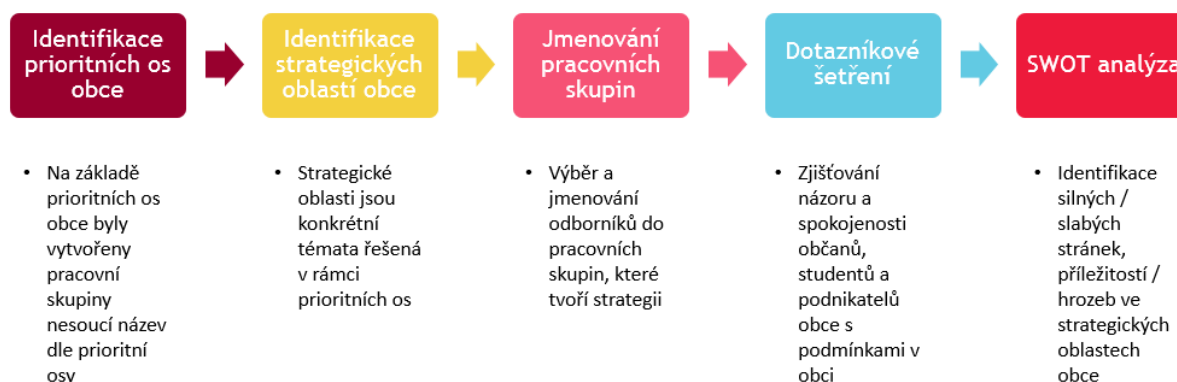 Identifikace
prioritních os
obce
Identifikace
strategických
oblastí obce
Jmenování
pracovních
skupin
Dotazníkové
šetření
SWOT analýza
• Na základě
prioritních os
obce byly
vytvořeny
pracovní
skupiny
nesoucí název
dle prioritní
osy
• Strategické
oblasti jsou
konkrétní
témata řešená
v rámci
prioritních os
• Výběr a
jmenování
odborníků do
pracovních
skupin, které
tvoří strategii
• Zjišťování
názoru a
spokojenosti
občanů,
studentů a
podnikatelů
obce s
podmínkami v
obci
• Identifikace
silných /
slabých
stránek,
příležitostí /
hrozeb ve
strategických
oblastech
obce